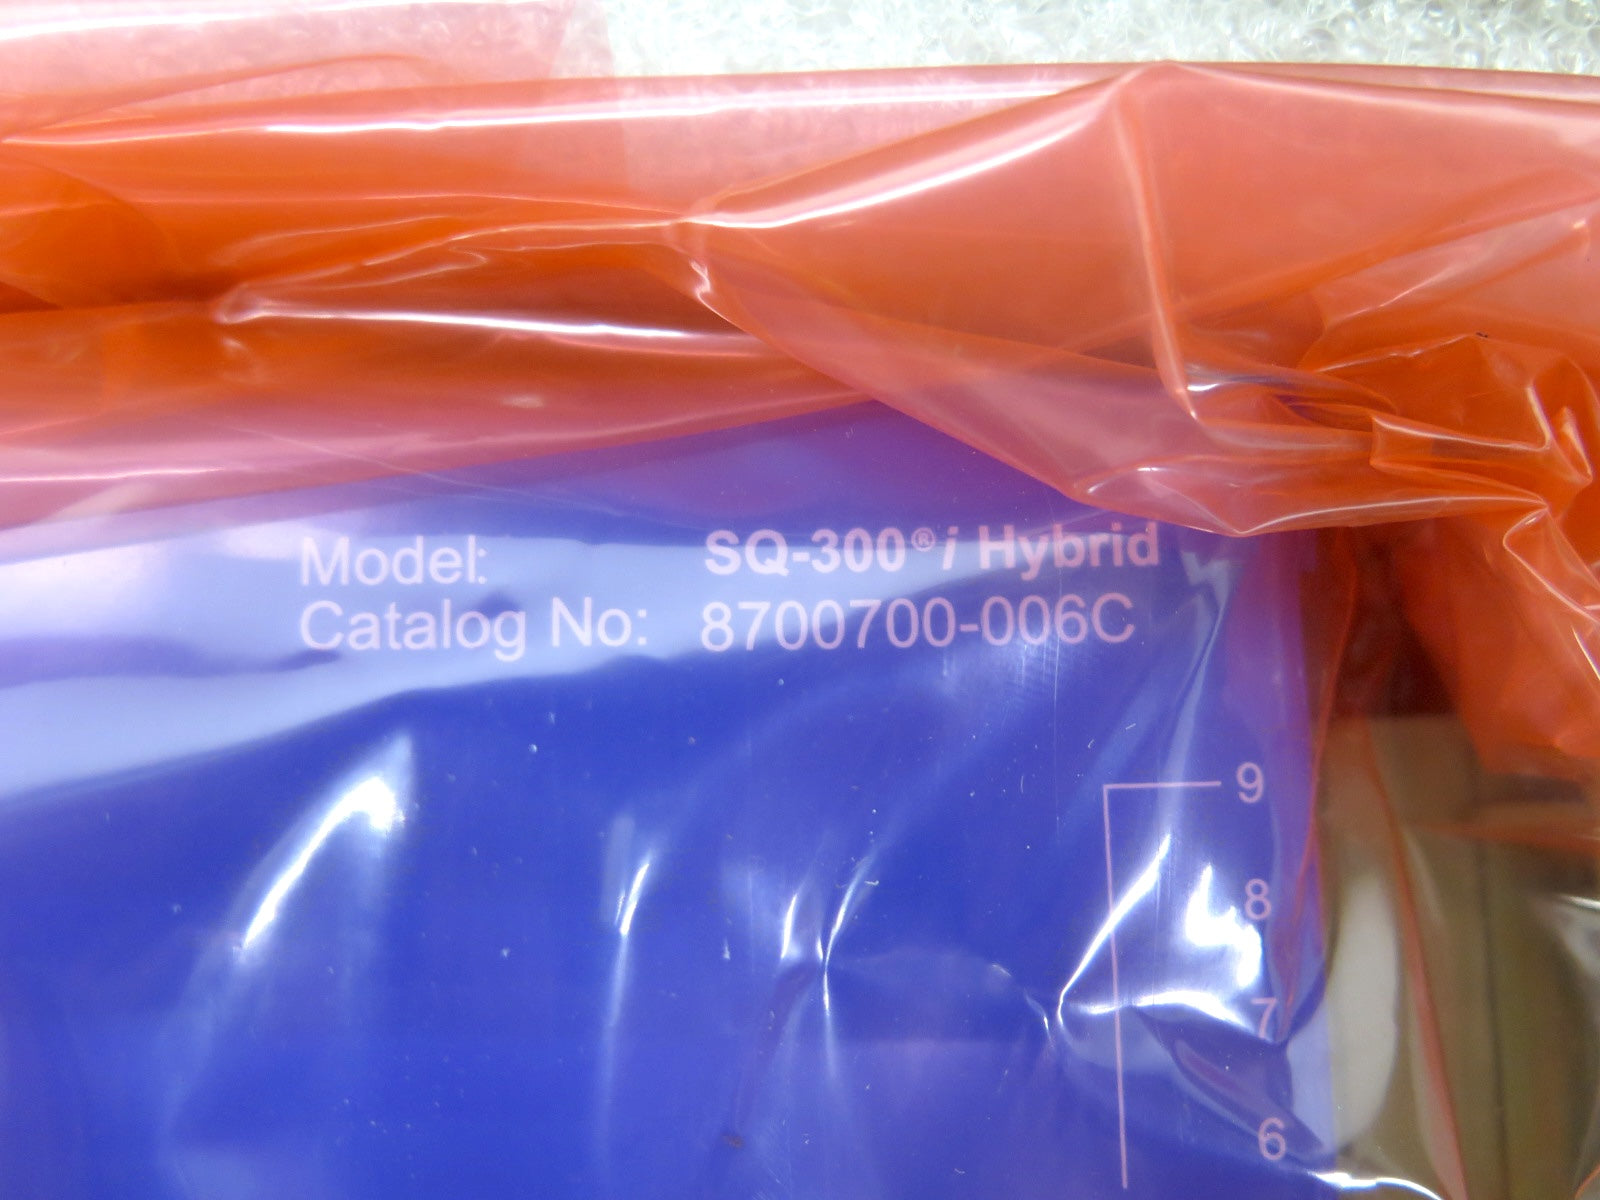 Model: SQ-300®i Hybrid
Catalog No: 8700700-006C
9
8
7
6